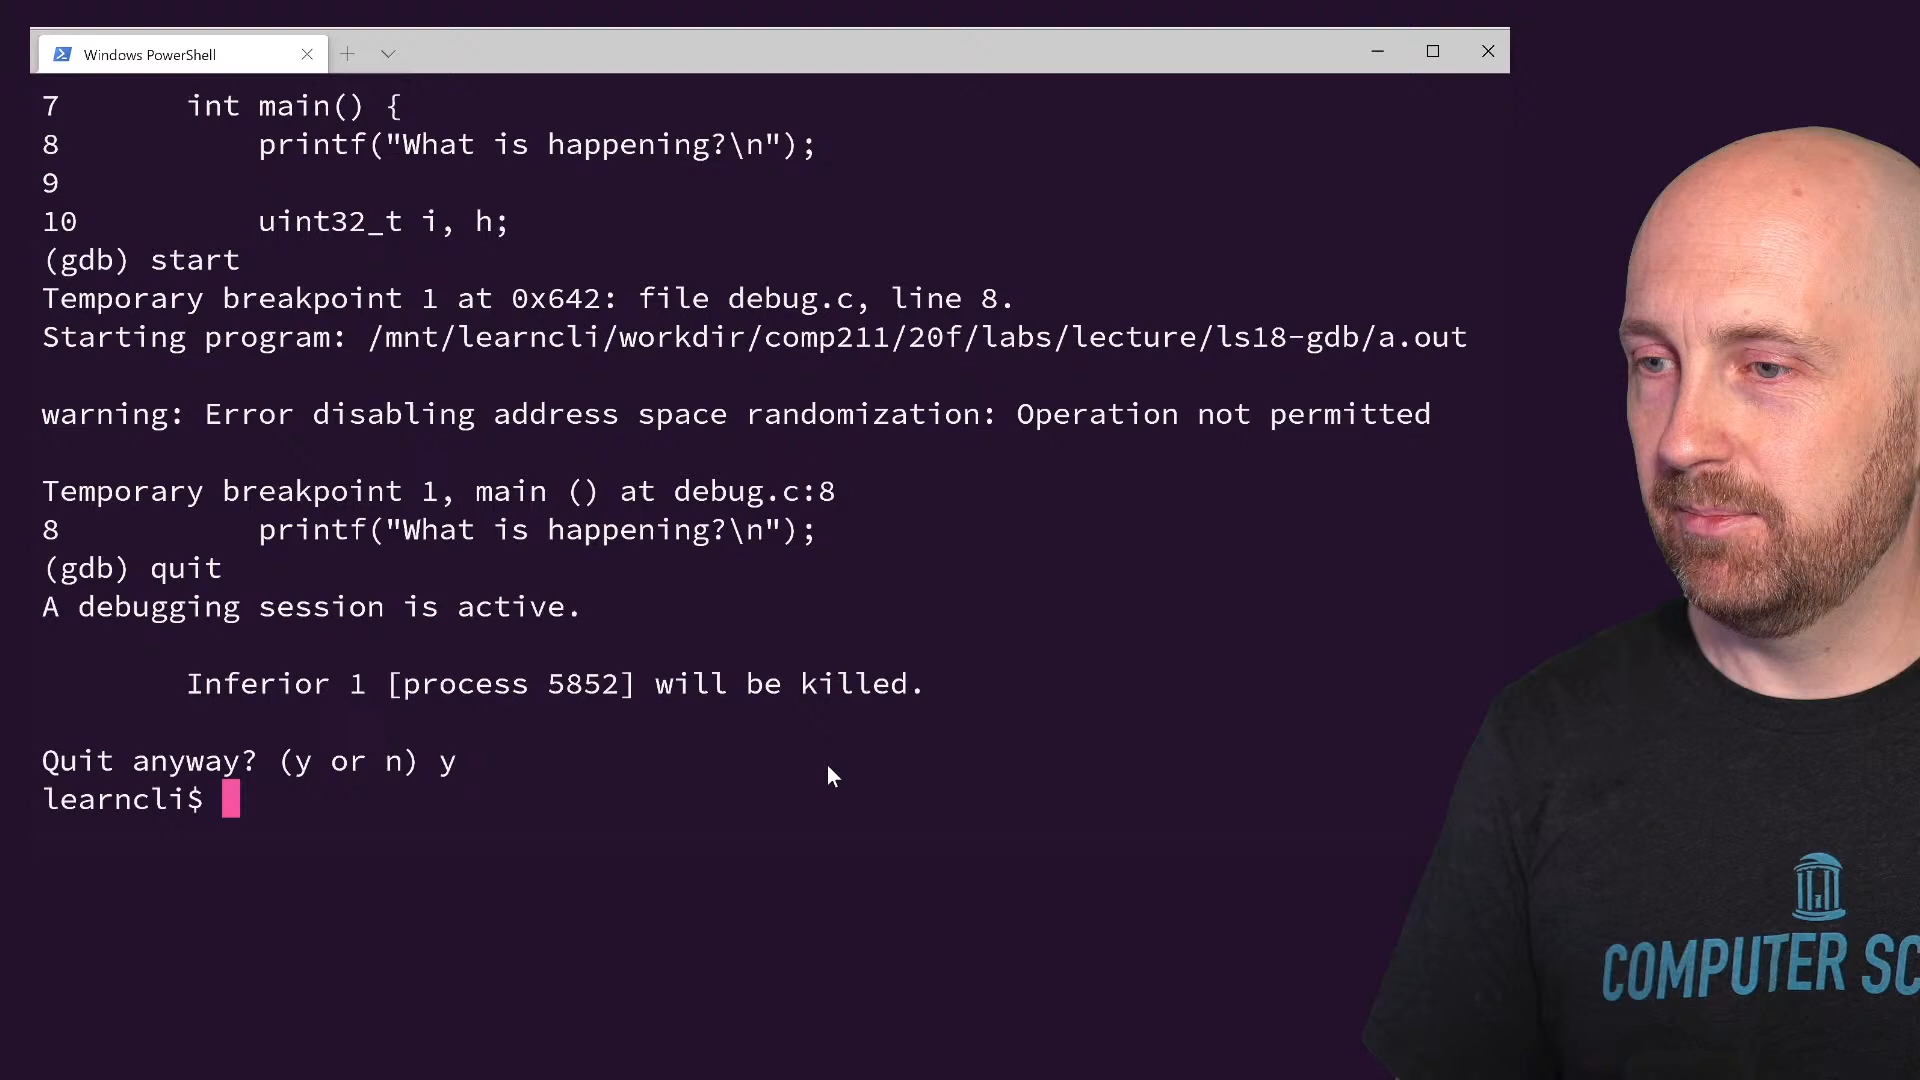 Windows PowerShell
7 int main() {
8 printf("What is happening?\n");
9
10 uint32_t i, h;
(gdb) start
Temporary breakpoint 1 at 0x642: file debug.c, line 8.
Starting program: /mnt/learncli/workdir/comp211/20f/labs/lecture/ls18-gdb/a.out
warning: Error disabling address space randomization: Operation not permitted
Temporary breakpoint 1, main () at debug.c:8
8 printf("What is happening?\n");
(gdb) quit
A debugging session is active.
Inferior 1 [process 5852] will be killed.
Quit anyway? (y or n) y
learncli$
COMPUTER SC